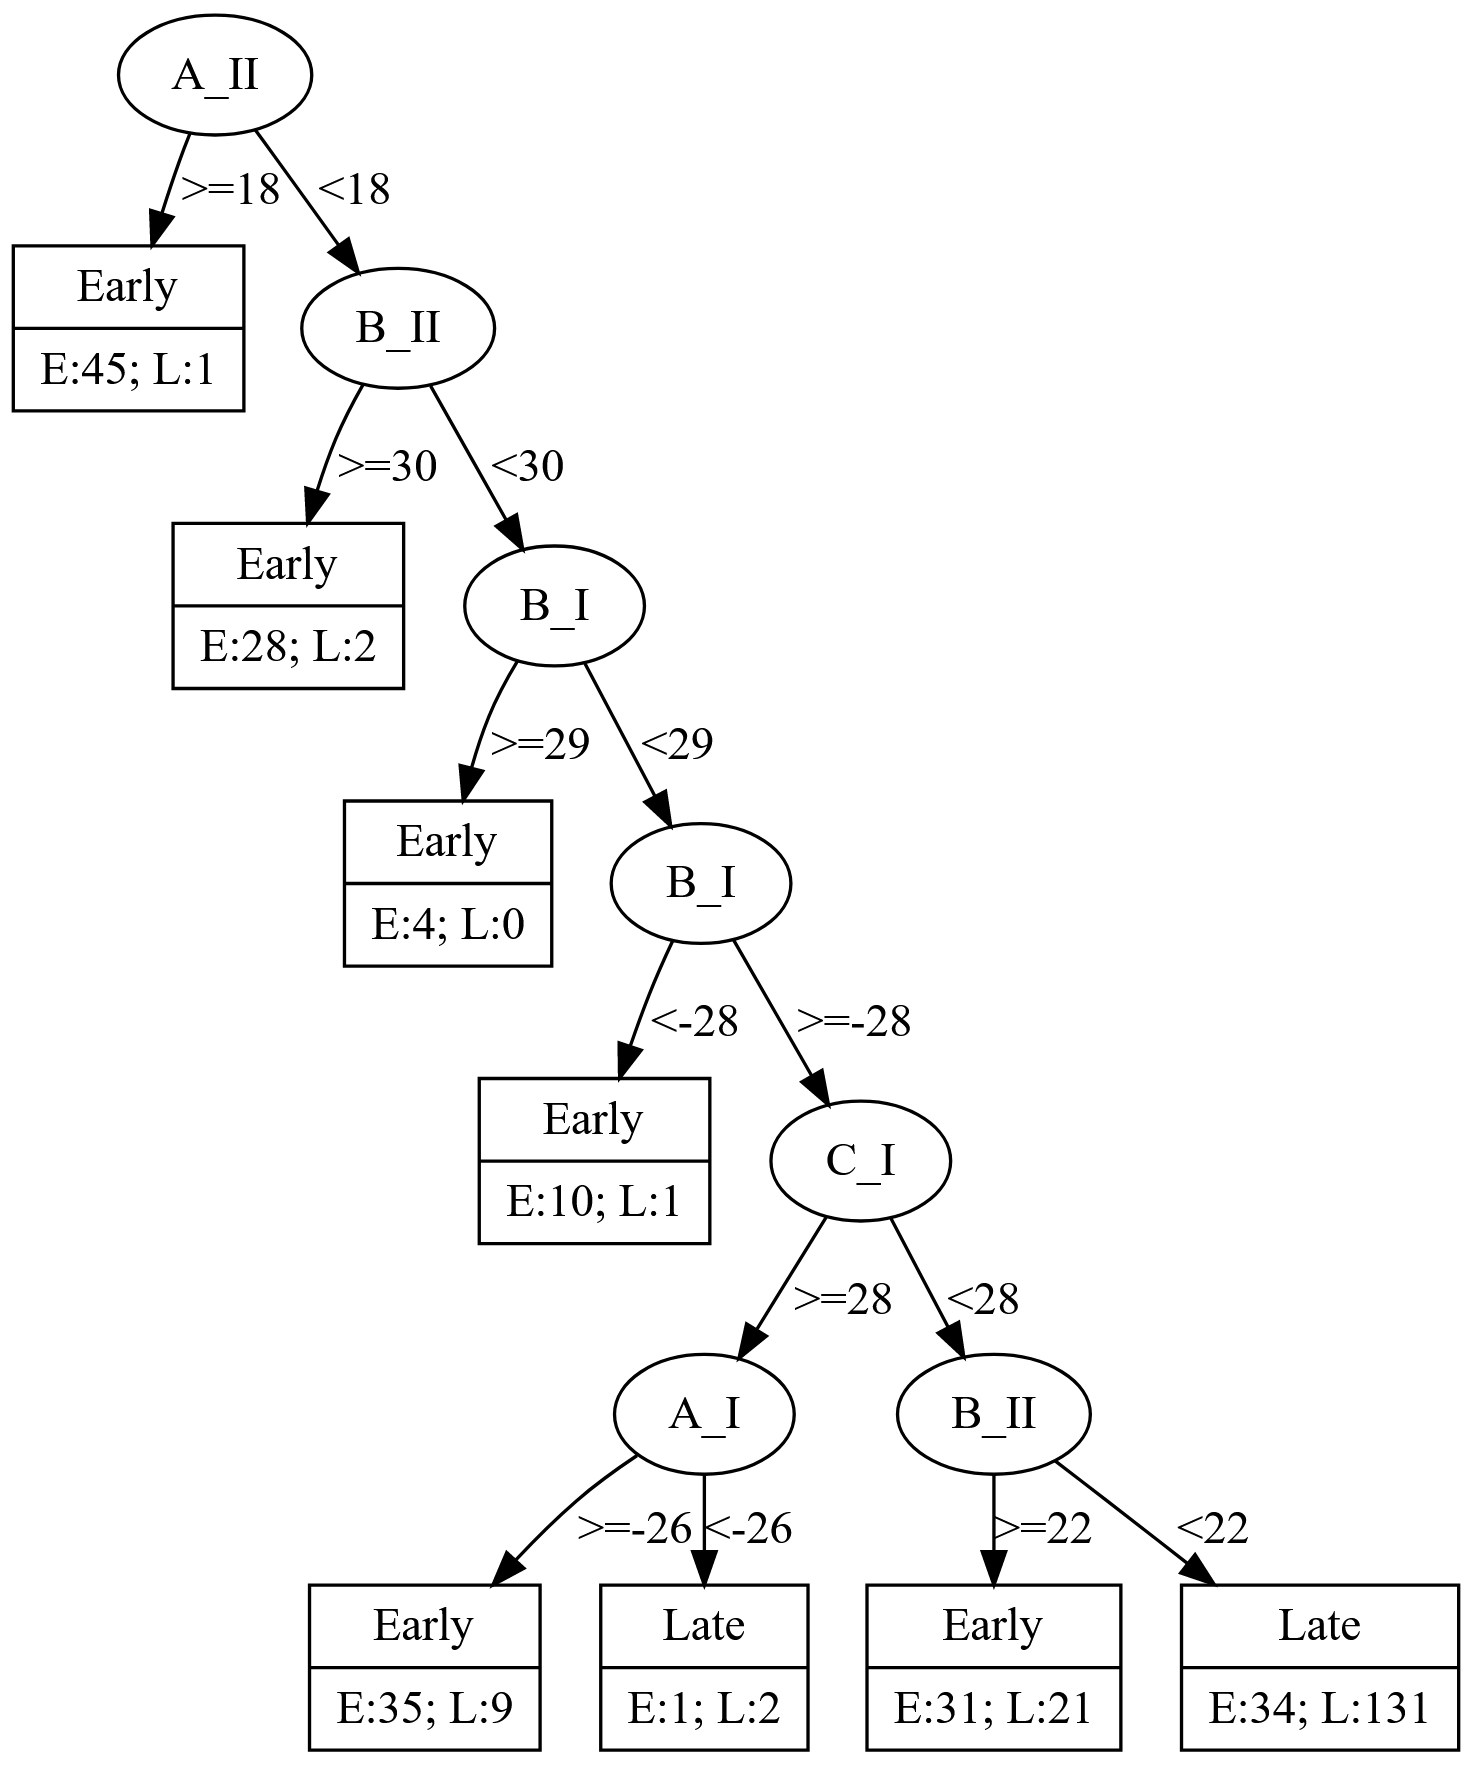 A_II
>=18
<18
Early
E:45; L:1
B_II
>=30
<30
Early
E:28; L:2
B_I
>=29
<29
Early
E:4; L:0
B_I
<-28
>=-28
Early
E:10; L:1
C_I
>=28
<28
A_I
B_II
>=-26
<-26
>=22
<22
Early
Late
Early
Late
E:35; L:9
E:1; L:2
E:31; L:21
E:34; L:131